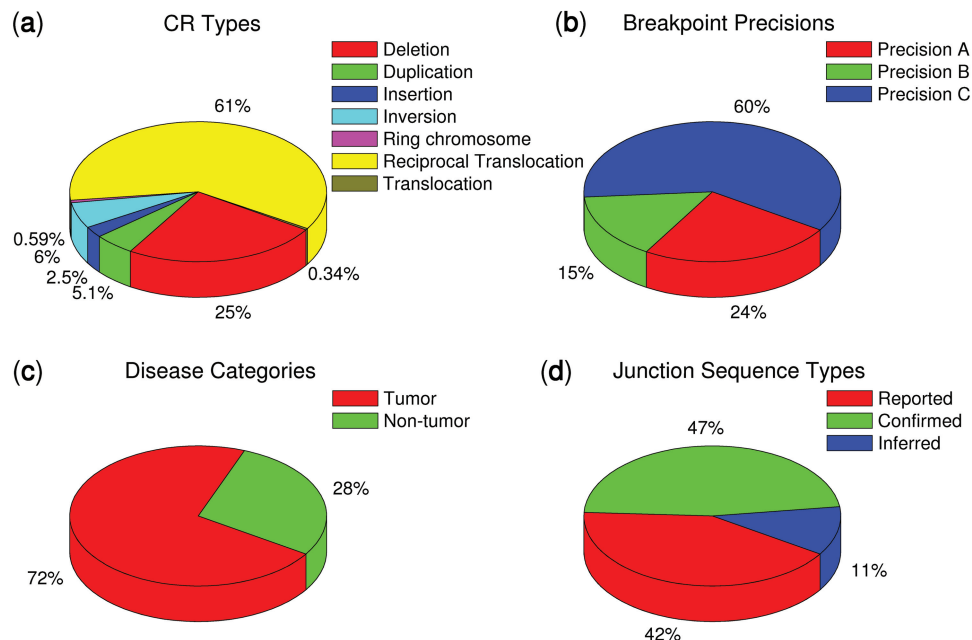 (a)
CR Types
Deletion
Duplication
Insertion
Inversion
Ring chromosome
Reciprocal Translocation
Translocation
61%
0.59%
6%
2.5%
5.1%
25%
0.34%
(b)
Breakpoint Precisions
Precision A
Precision B
Precision C
60%
15%
24%
(c)
Disease Categories
Tumor
Non-tumor
28%
72%
(d)
Junction Sequence Types
Reported
Confirmed
Inferred
47%
11%
42%